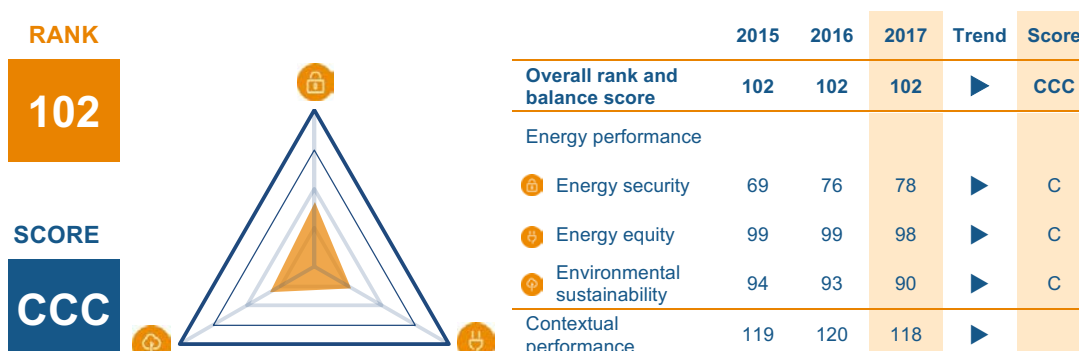 RANK
102
SCORE
CCC
2015 2016 2017 Trend Score
Overall rank and
balance score 102 102 102 CCC
Energy performance
Energy security 69 76 78 C
Energy equity 99 99 98 C
Environmental
sustainability 94 93 90 C
Contextual
performance 119 120 118